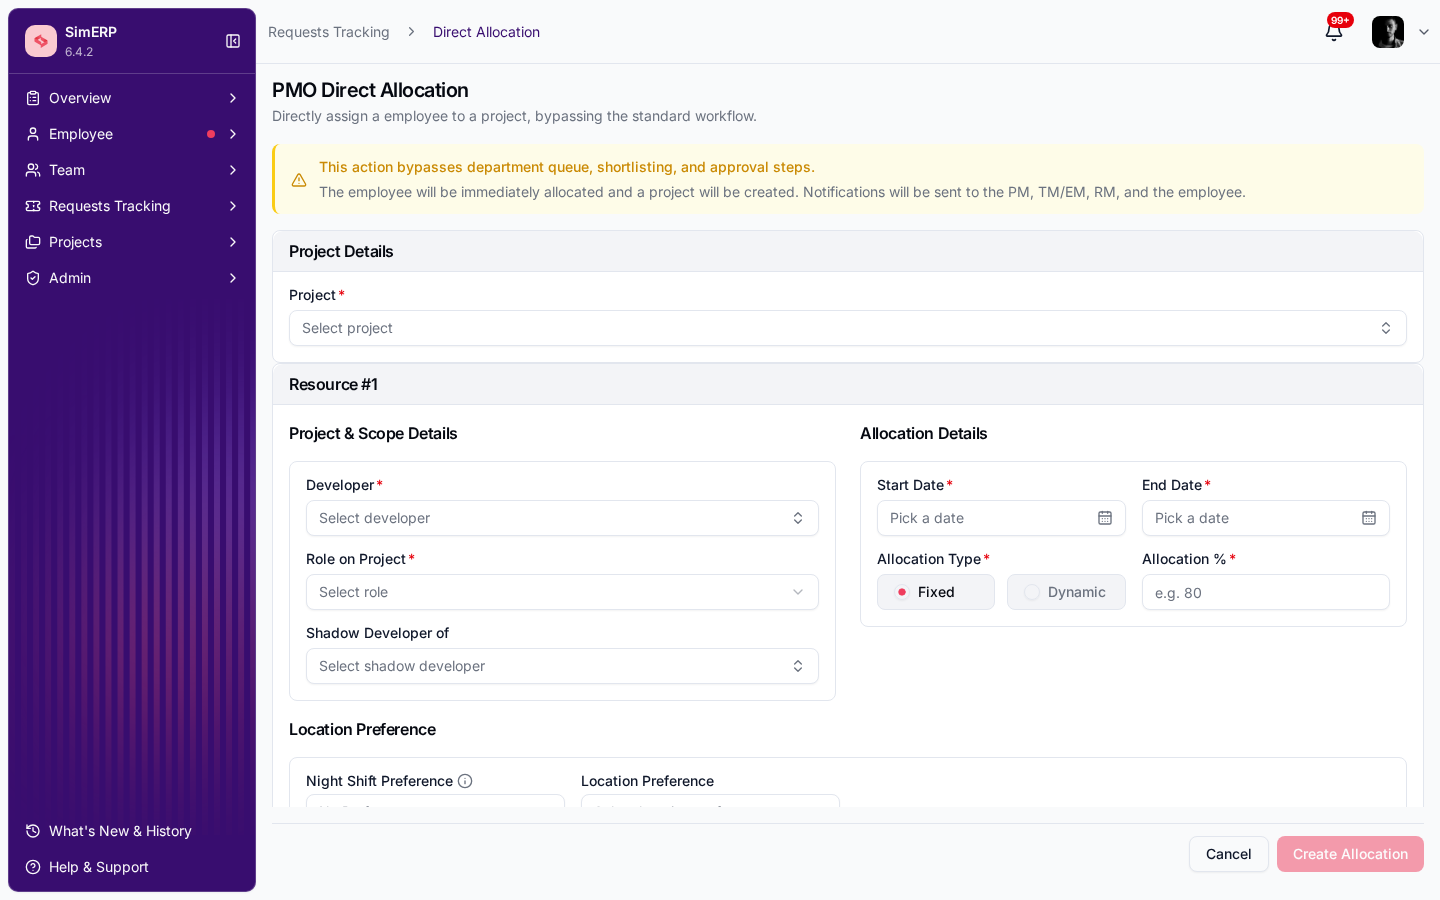 SimERP
6.4.2
Overview
Employee
Team
Requests Tracking
Projects
Admin
What's New & History
Help & Support
Requests Tracking
Direct Allocation
99+
PMO Direct Allocation
Directly assign a employee to a project, bypassing the standard workflow.
This action bypasses department queue, shortlisting, and approval steps.
The employee will be immediately allocated and a project will be created. Notifications will be sent to the PM, TM/EM, RM, and the employee.
Project Details
Project *
Select project
Resource #1
Project & Scope Details
Developer *
Select developer
Role on Project *
Select role
Shadow Developer of
Select shadow developer
Allocation Details
Start Date *
End Date *
Pick a date
Pick a date
Allocation Type *
Allocation % *
Fixed
Dynamic
e.g. 80
Location Preference
Night Shift Preference
Location Preference
Cancel
Create Allocation